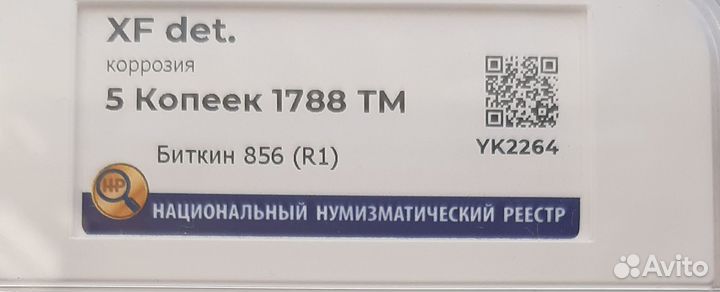 XF det.
коррозия
5 Копеек 1788 ТМ
Биткин 856 (R1)
YK2264
НР
НАЦИОНАЛЬНЫЙ НУМИЗМАТИЧЕСКИЙ РЕЕСТР
Avito